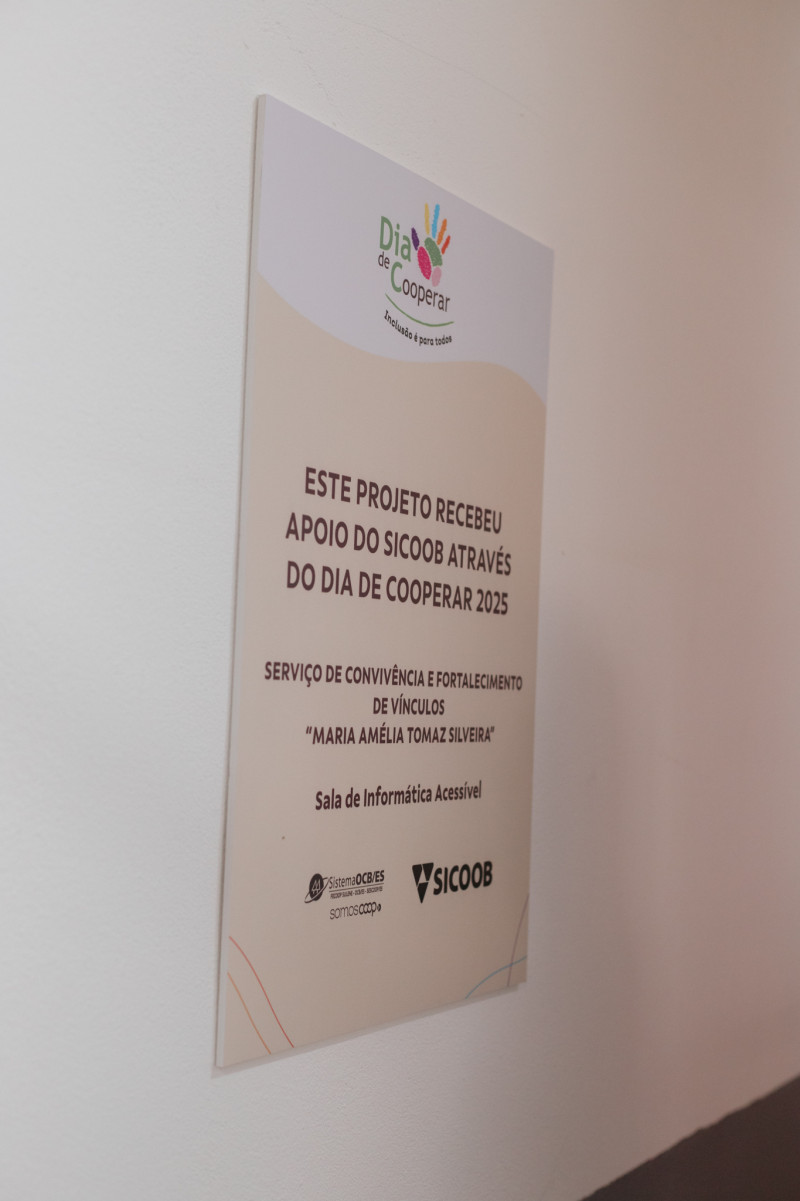 Dia
de Cooperar
Inclusão é para todos
ESTE PROJETO RECEBEU
APOIO DO SICOOB ATRAVÉS
DO DIA DE COOPERAR 2025
SERVIÇO DE CONVIVÊNCIA E FORTALECIMENTO
DE VÍNCULOS
“MARIA AMÉLIA TOMAZ SILVEIRA”
Sala de Informática Acessível
SistemaOCB/ES
somoscoop
SICOOB